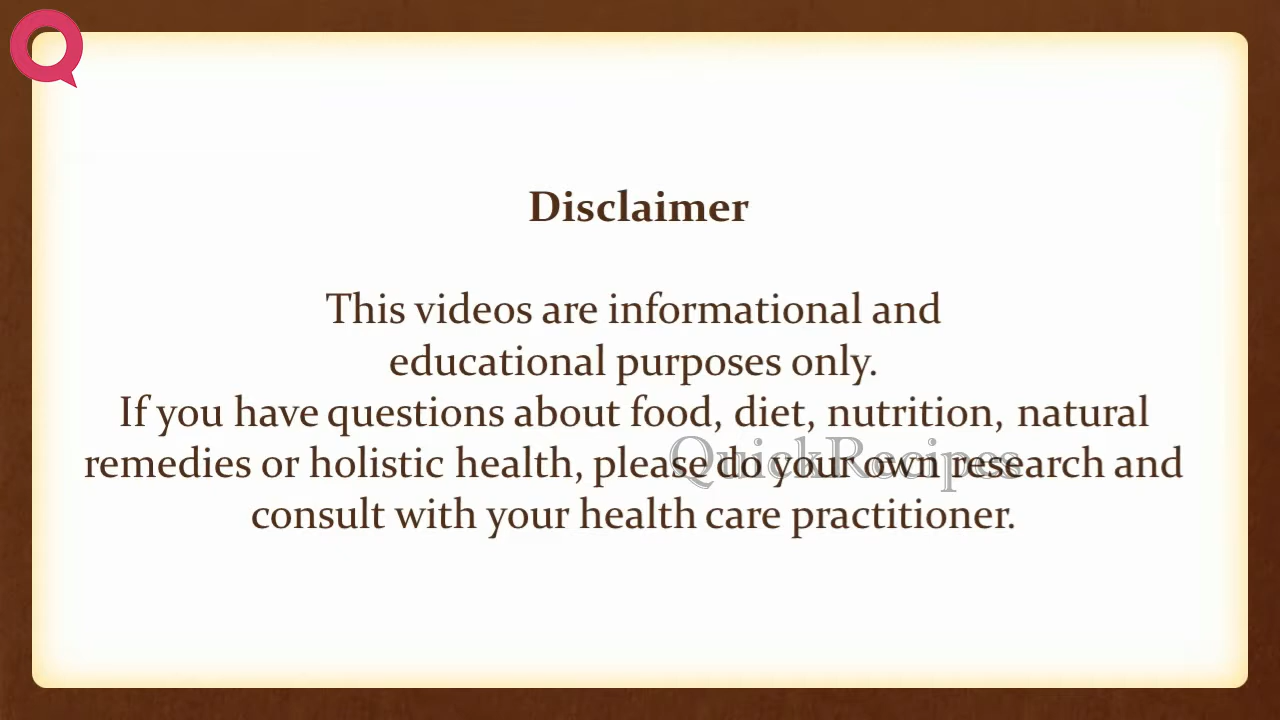 Disclaimer
This videos are informational and
educational purposes only.
If you have questions about food, diet, nutrition, natural
remedies or holistic health, please do your own research and
QuickRecipes
consult with your health care practitioner.